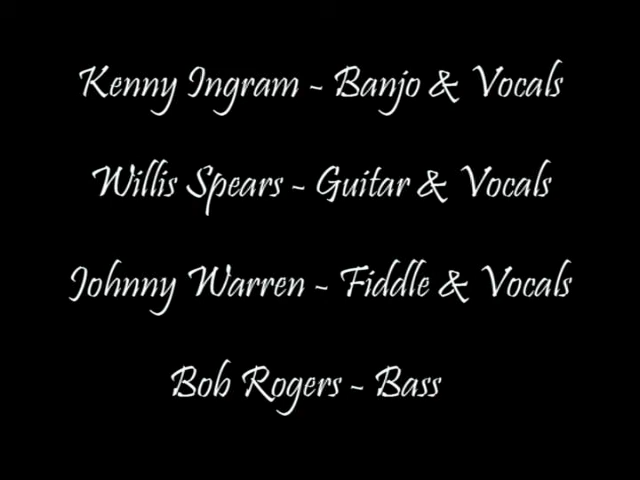 Kenny Ingram - Banjo & Vocals
Willis Spears - Guitar & Vocals
Johnny Warren - Fiddle & Vocals
Bob Rogers - Bass